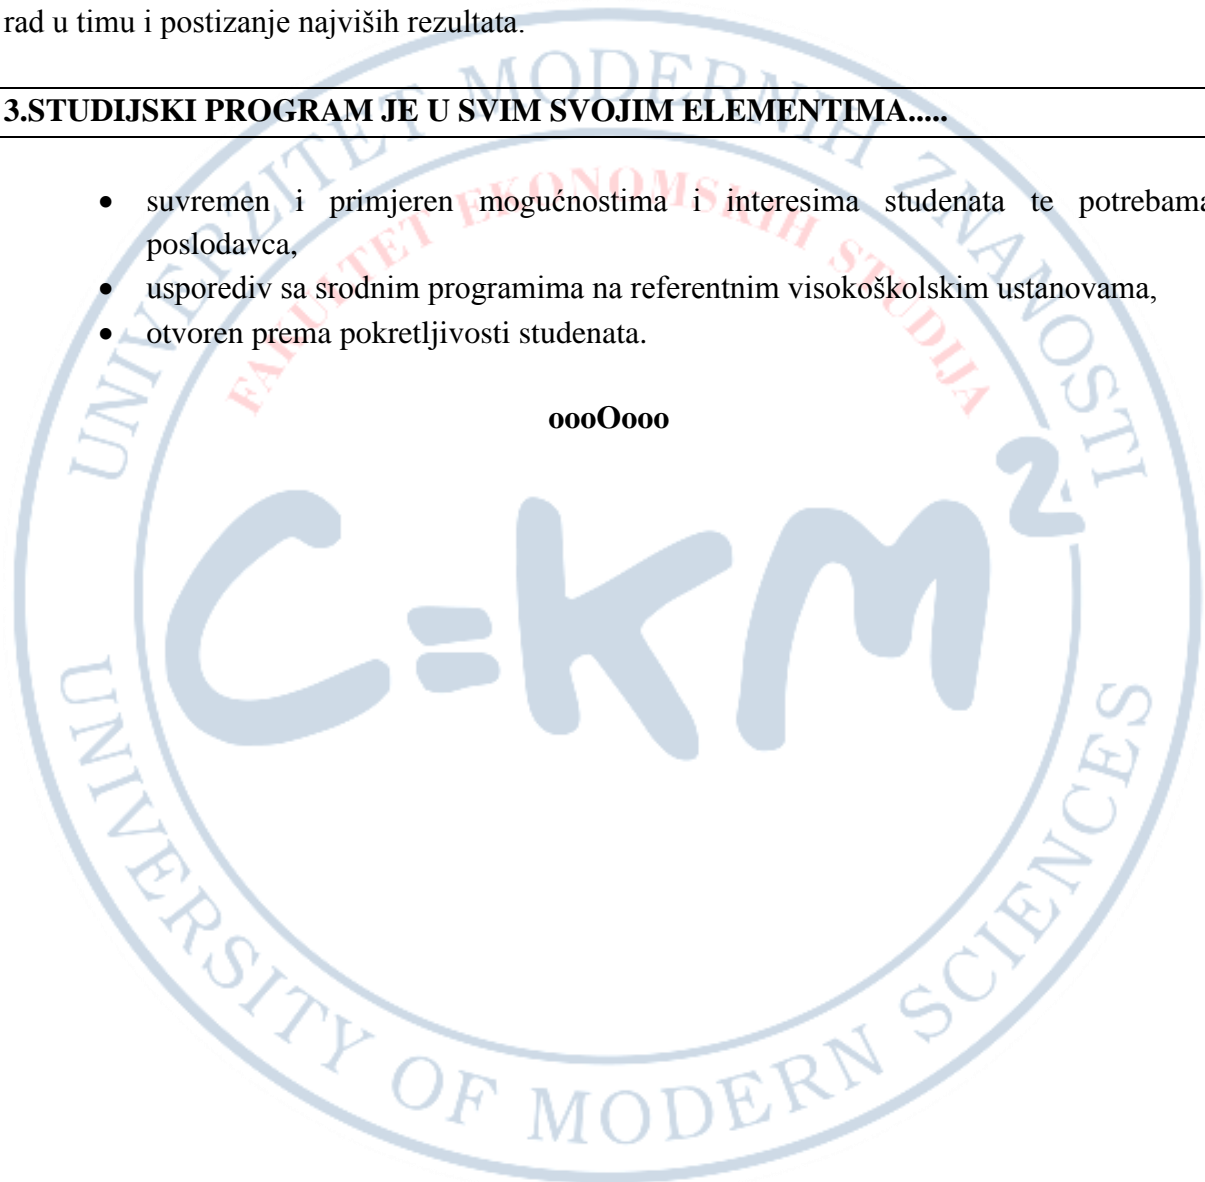 rad u timu i postizanje najviših rezultata.
3.STUDIJSKI PROGRAM JE U SVIM SVOJIM ELEMENTIMA.....
• suvremen i primjeren mogućnostima i interesima studenata te potrebama
poslodavca,
• usporediv sa srodnim programima na referentnim visokoškolskim ustanovama,
• otvoren prema pokretljivosti studenata.
oooOooo
UNIVERZITET MODERNIH ZNANOSTI
FAKULTET EKONOMSKIH STUDIJA
C=KM²
UNIVERSITY OF MODERN SCIENCES